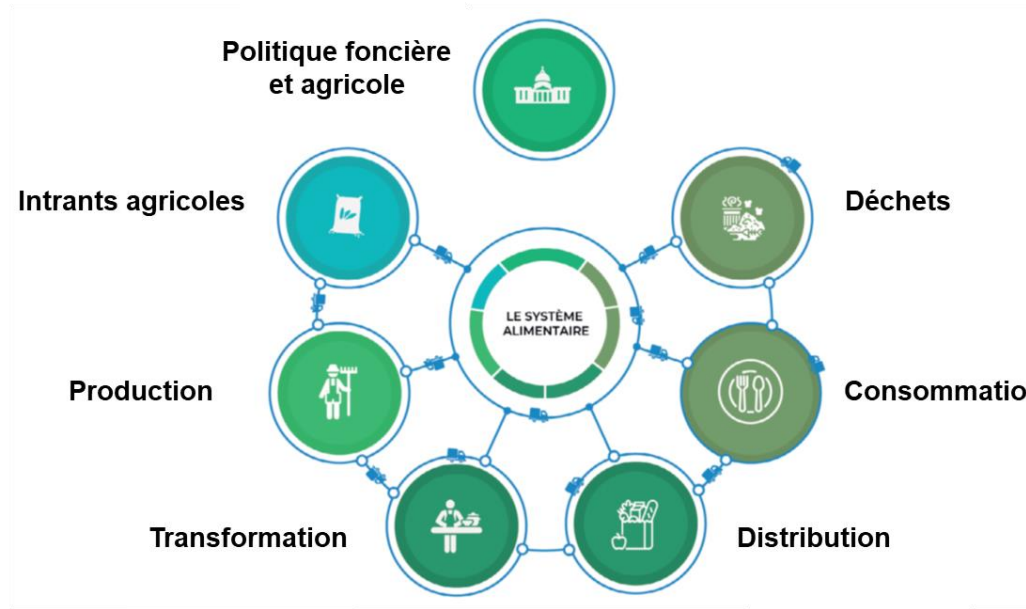 Politique foncière
et agricole
Intrants agricoles
Déchets
LE SYSTÈME
ALIMENTAIRE
Production
Consommatio
Transformation
Distribution